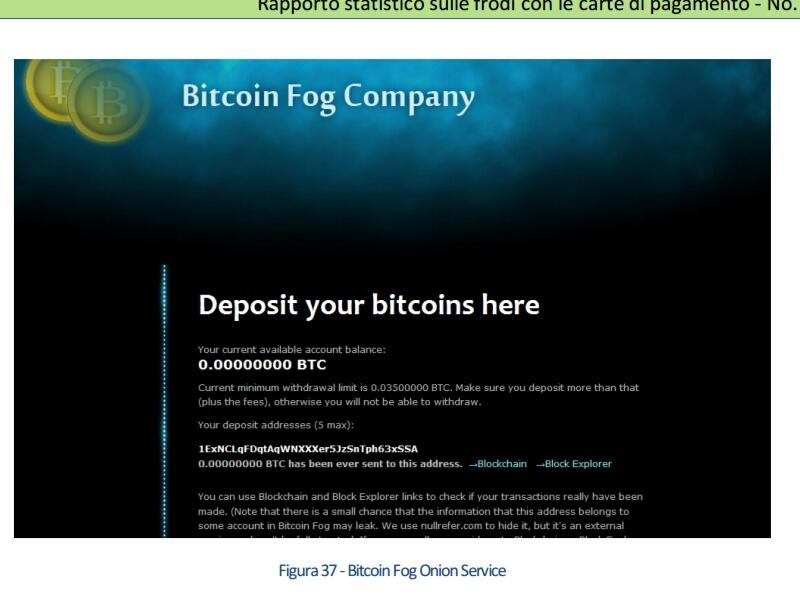 Rapporto statistico sulle frodi con le carte di pagamento - No.
Bitcoin Fog Company
Deposit your bitcoins here
Your current available account balance:
0.00000000 BTC
Current minimum withdrawal limit is 0.03500000 BTC. Make sure you deposit more than that
(plus the fees), otherwise you will not be able to withdraw.
Your deposit addresses (5 max):
1ExNCLqFDqtAqWNXXXer5JzSnTph63xSSA
0.00000000 BTC has been ever sent to this address. →Blockchain →Block Explorer
You can use Blockchain and Block Explorer links to check if your transactions really have been
made. (Note that there is a small chance that the information that this address belongs to
some account in Bitcoin Fog may leak. We use nullrefer.com to hide it, but it's an external
Figura 37 - Bitcoin Fog Onion Service